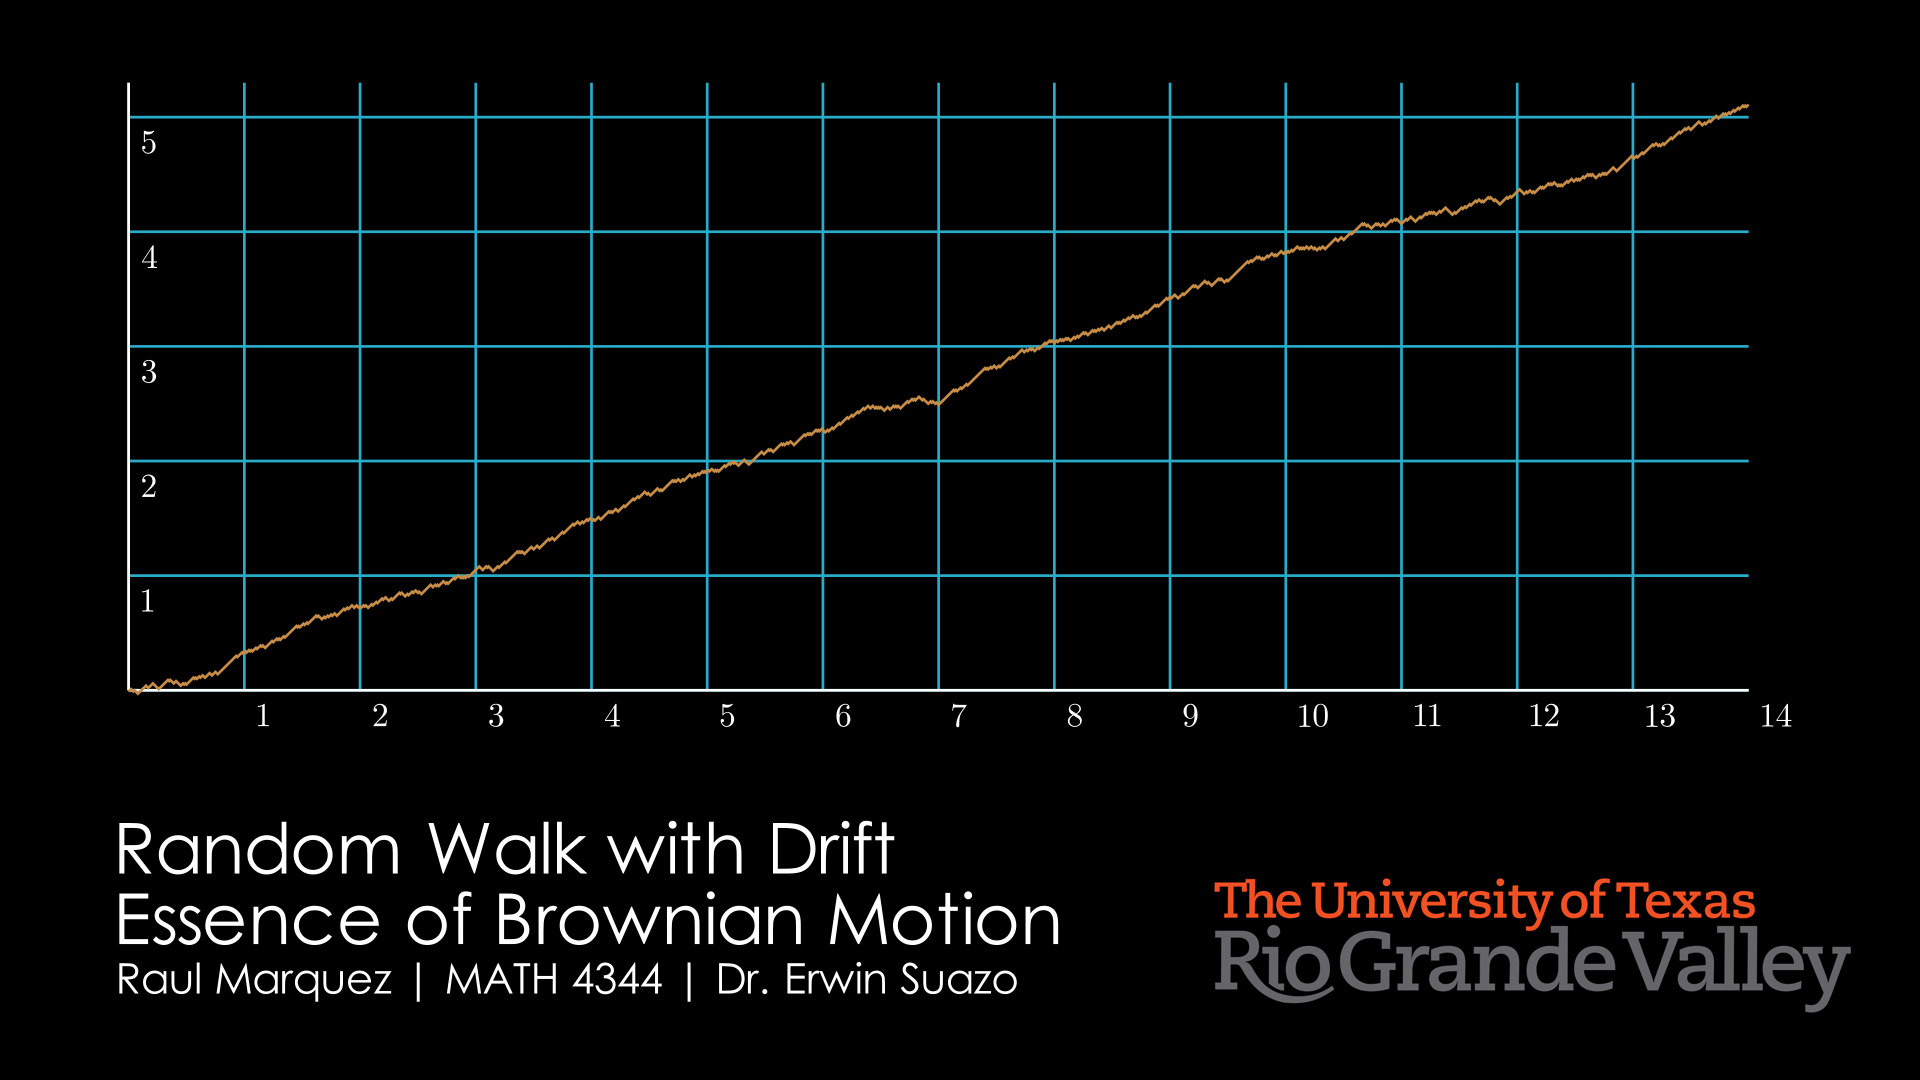 5
4
3
2
1
1 2 3 4 5 6 7 8 9 10 11 12 13 14
Random Walk with Drift
Essence of Brownian Motion
Raul Marquez | MATH 4344 | Dr. Erwin Suazo
The University of Texas
Rio Grande Valley